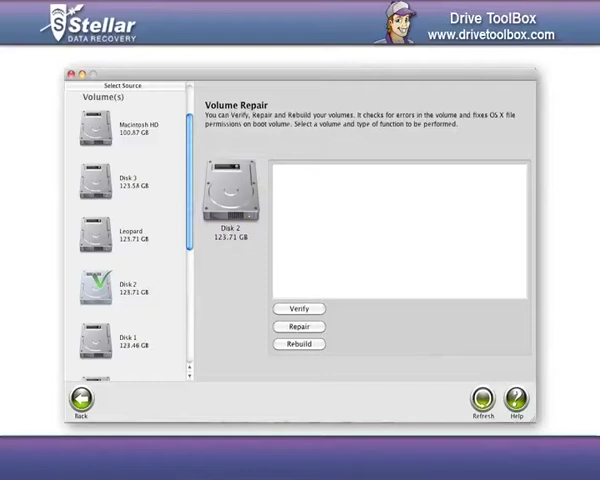 Stellar
DATA RECOVERY
Drive ToolBox
www.drivetoolbox.com
Select Source
Volume(s)
Macintosh HD
100.87 GB
Disk 3
123.58 GB
Leopard
123.71 GB
Disk 2
123.71 GB
Disk 1
123.46 GB
Volume Repair
You can Verify, Repair and Rebuild your volumes. It checks for errors in the volume and fixes OS X file
permissions on boot volume. Select a volume and type of function to be performed.
Disk 2
123.71 GB
Verify
Repair
Rebuild
Back
Refresh
Help